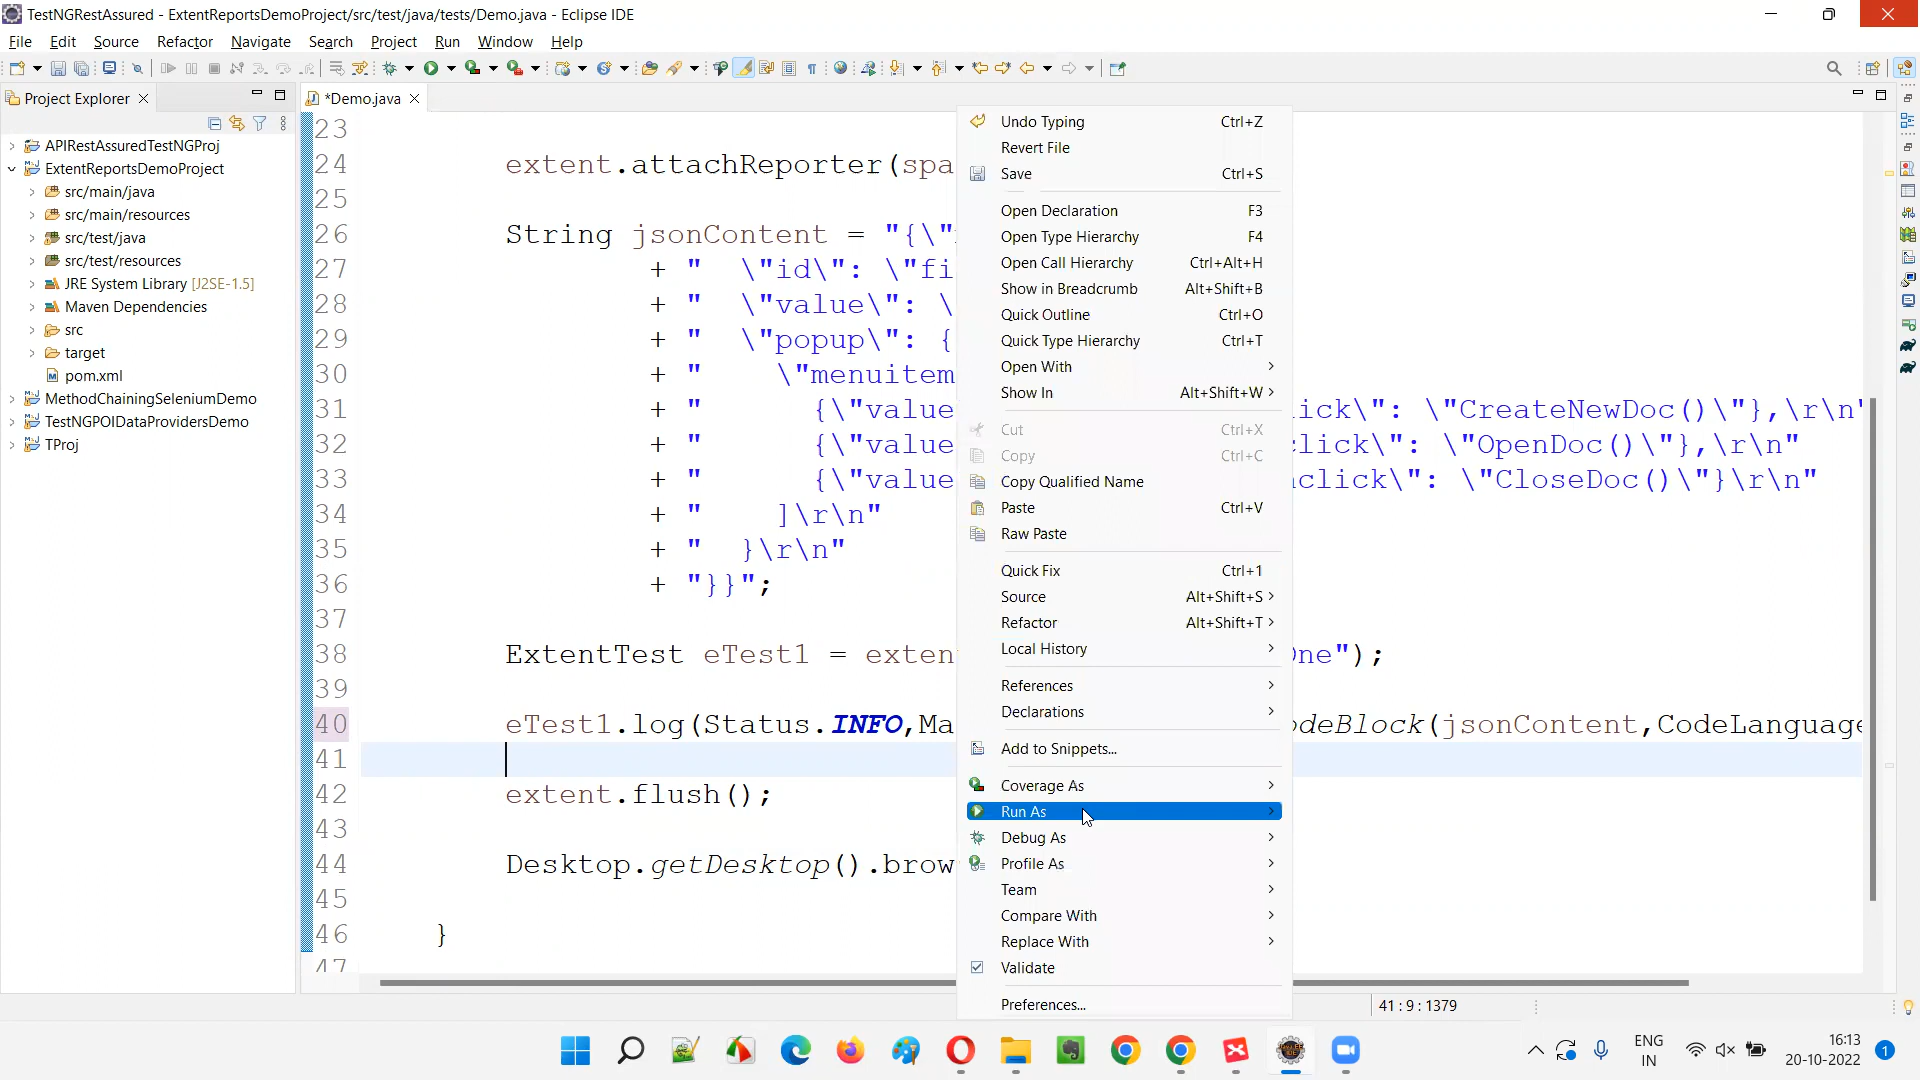 TestNGRestAssured - ExtentReportsDemoProject/src/test/java/tests/Demo.java - Eclipse IDE
File Edit Source Refactor Navigate Search Project Run Window Help
Project Explorer
*Demo.java
APIRestAssuredTestNGProj
ExtentReportsDemoProject
src/main/java
src/main/resources
src/test/java
src/test/resources
JRE System Library [J2SE-1.5]
Maven Dependencies
src
target
pom.xml
MethodChainingSeleniumDemo
TestNGPOIDataProvidersDemo
TProj
23
24 extent.attachReporter(spa
25
26 String jsonContent = "{\"
27 + " \"id\": \"fi
28 + " \"value\": \
29 + " \"popup\": {
30 + " \"menuitem
31 + " {\"value ick\": \"CreateNewDoc()\"},\r\n"
32 + " {\"value lick\": \"OpenDoc()\"},\r\n"
33 + " {\"value click\": \"CloseDoc()\"}\r\n"
34 + " ]\r\n"
35 + " }\r\n"
36 + "}}";
37
38 ExtentTest eTest1 = exten One");
39
40 eTest1.log(Status.INFO,Ma odeBlock(jsonContent,CodeLanguage
41
42 extent.flush();
43
44 Desktop.getDesktop().brow
45
46 }
47
Undo Typing Ctrl+Z
Revert File
Save Ctrl+S
Open Declaration F3
Open Type Hierarchy F4
Open Call Hierarchy Ctrl+Alt+H
Show in Breadcrumb Alt+Shift+B
Quick Outline Ctrl+O
Quick Type Hierarchy Ctrl+T
Open With
Show In Alt+Shift+W
Cut Ctrl+X
Copy Ctrl+C
Copy Qualified Name
Paste Ctrl+V
Raw Paste
Quick Fix Ctrl+1
Source Alt+Shift+S
Refactor Alt+Shift+T
Local History
References
Declarations
Add to Snippets...
Coverage As
Run As
Debug As
Profile As
Team
Compare With
Replace With
Validate
Preferences...
41 : 9 : 1379
ENG
IN
16:13
20-10-2022
1